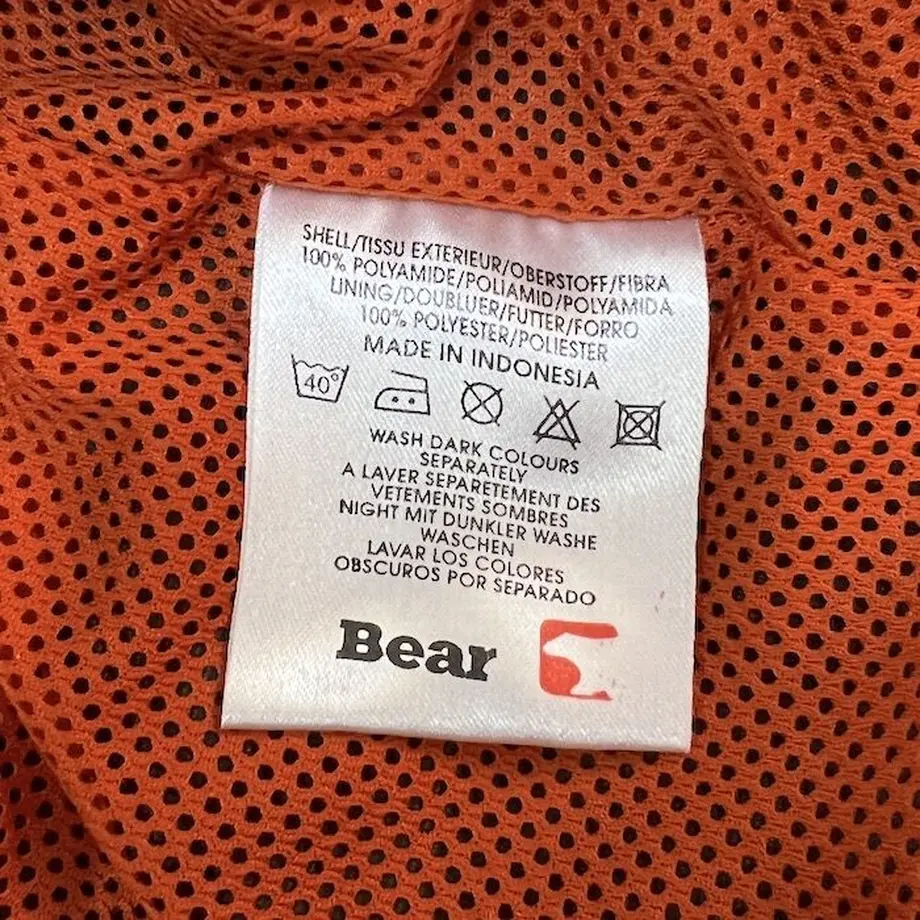 SHELL/TISSU EXTERIEUR/OBERSTOFF/FIBRA
100% POLYAMIDE/POLIAMID/POLYAMIDA
LINING/DOUBLUER/FUTTER/FORRO
100% POLYESTER/POLIESTER
MADE IN INDONESIA
40°
WASH DARK COLOURS
SEPARATELY
A LAVER SEPARETEMENT DES
VETEMENTS SOMBRES
NIGHT MIT DUNKLER WASHE
WASCHEN
LAVAR LOS COLORES
OBSCUROS POR SEPARADO
Bear